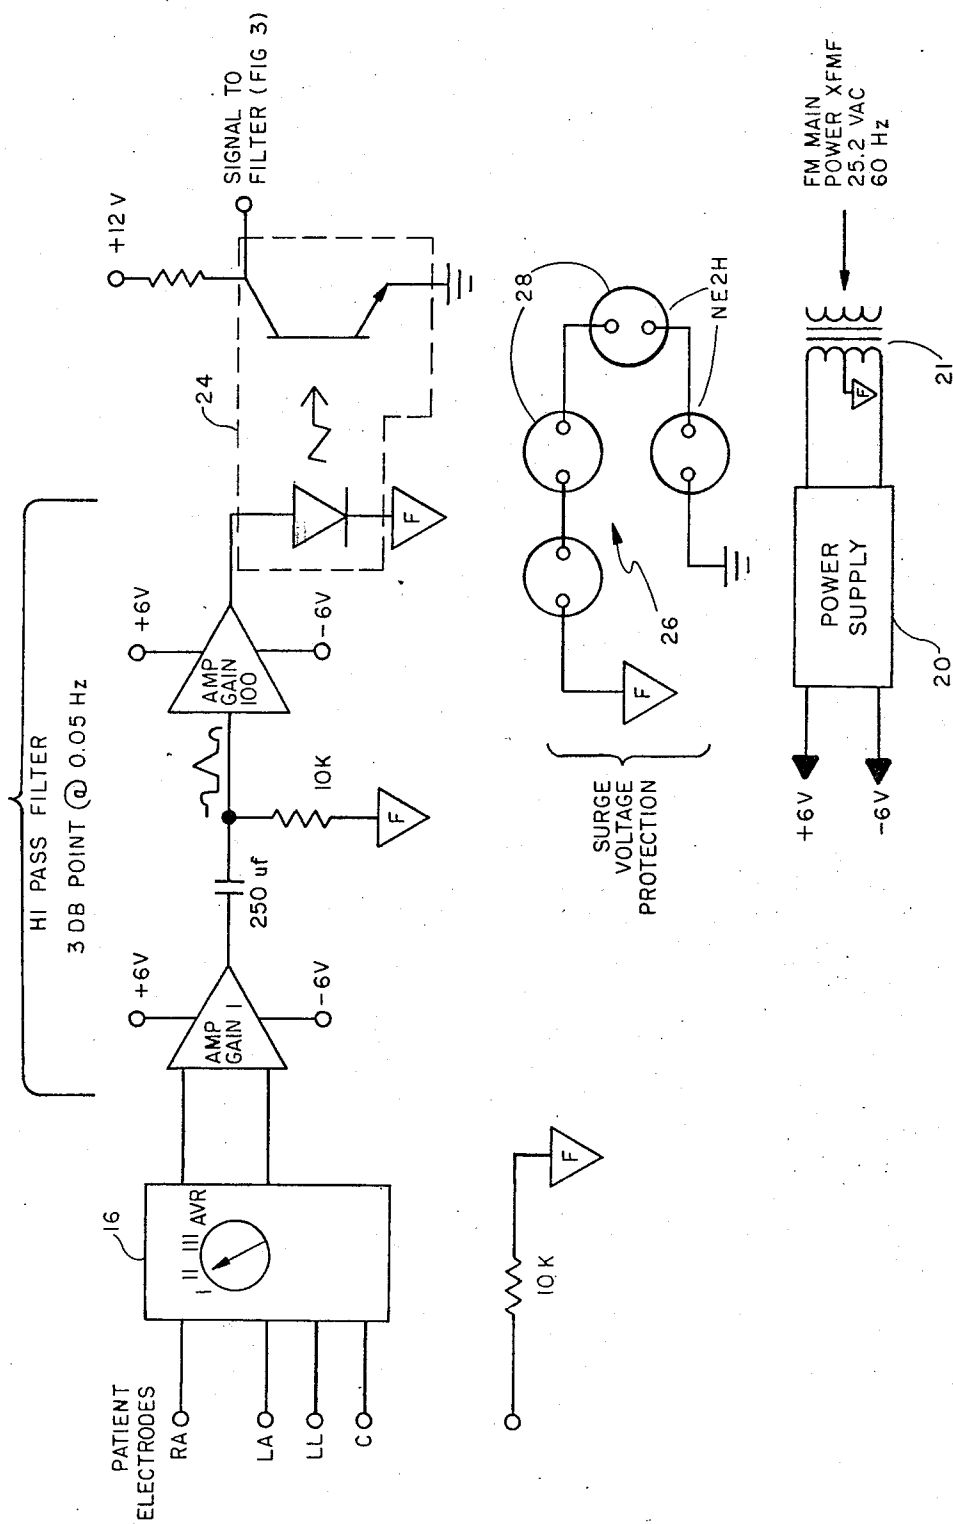 HI PASS FILTER
3 DB POINT @ 0.05 Hz
PATIENT
ELECTRODES
RA
LA
LL
C
16
I II III AVR
AMP
GAIN 1
+6V
-6V
250 uf
10K
F
AMP
GAIN
100
+6V
-6V
F
24
+12V
SIGNAL TO
FILTER (FIG 3)
10K
F
SURGE
VOLTAGE
PROTECTION
F
26
28
NE2H
+6V
-6V
POWER
SUPPLY
20
F
21
FM MAIN
POWER XFMF
25.2 VAC
60 Hz